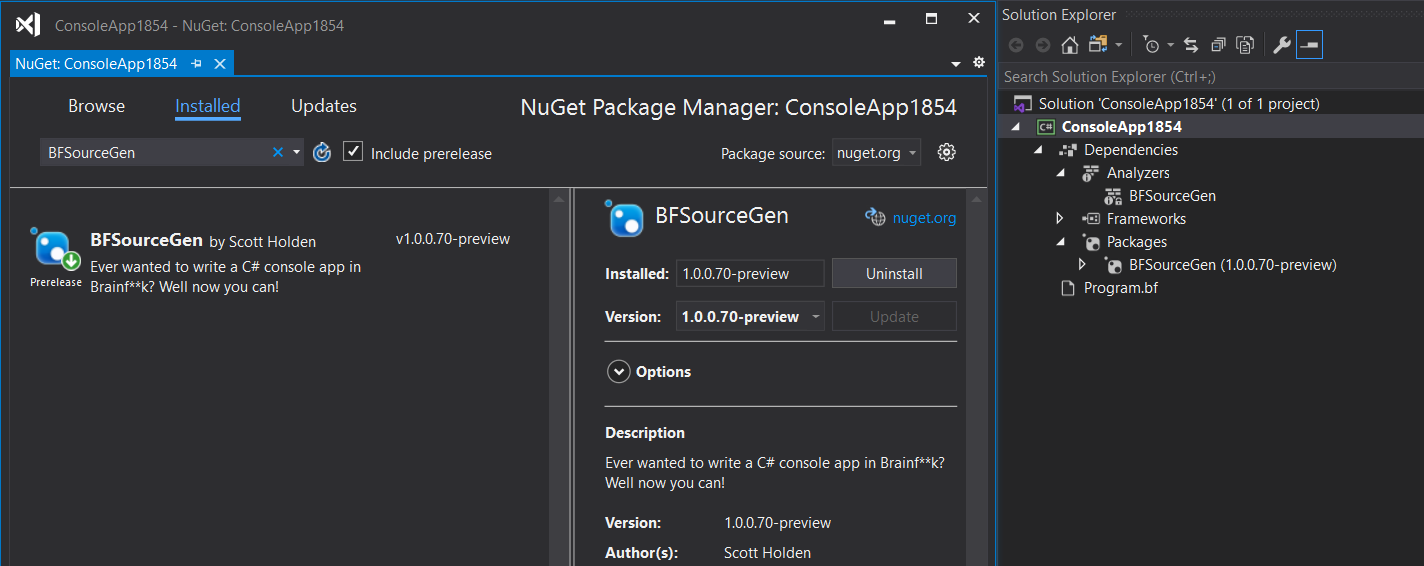 ConsoleApp1854 - NuGet: ConsoleApp1854
NuGet: ConsoleApp1854
Browse Installed Updates
NuGet Package Manager: ConsoleApp1854
BFSourceGen
Include prerelease
Package source: nuget.org
BFSourceGen by Scott Holden
v1.0.0.70-preview
Ever wanted to write a C# console app in
Brainf**k? Well now you can!
Prerelease
BFSourceGen
nuget.org
Installed: 1.0.0.70-preview Uninstall
Version: 1.0.0.70-preview Update
Options
Description
Ever wanted to write a C# console app in Brainf**k?
Well now you can!
Version: 1.0.0.70-preview
Author(s): Scott Holden
Solution Explorer
Search Solution Explorer (Ctrl+;)
Solution 'ConsoleApp1854' (1 of 1 project)
C# ConsoleApp1854
Dependencies
Analyzers
BFSourceGen
Frameworks
Packages
BFSourceGen (1.0.0.70-preview)
Program.bf